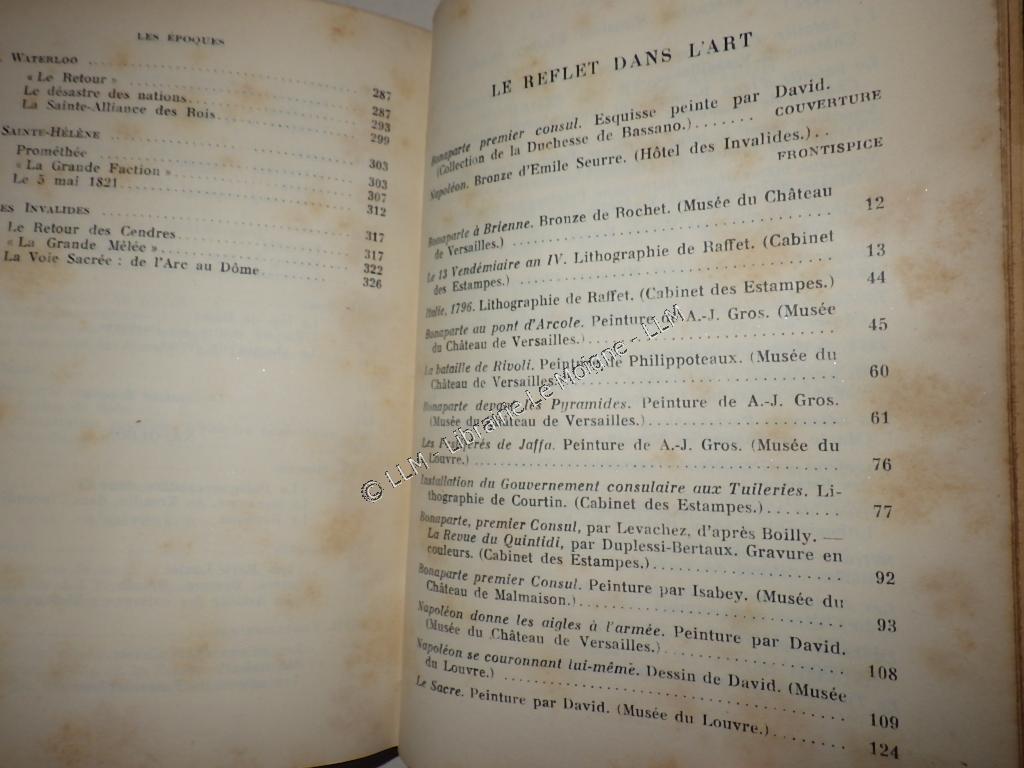 LES ÉPOQUES
WATERLOO 287
« Le Retour » 287
Le désastre des nations 293
La Sainte-Alliance des Rois 299
SAINTE-HÉLÈNE 303
Prométhée 303
« La Grande Faction » 307
Le 5 mai 1821 312
ES INVALIDES 317
Le Retour des Cendres 317
« La Grande Mêlée » 322
La Voie Sacrée : de l'Arc au Dôme 326
LE REFLET DANS L'ART
Bonaparte premier consul. Esquisse peinte par David.
(Collection de la Duchesse de Bassano.) COUVERTURE
Napoléon. Bronze d'Emile Seurre. (Hôtel des Invalides.)
FRONTISPICE
Bonaparte à Brienne. Bronze de Rochet. (Musée du Château
de Versailles.) 12
Le 13 Vendémiaire an IV. Lithographie de Raffet. (Cabinet
des Estampes.) 13
Italie, 1796. Lithographie de Raffet. (Cabinet des Estampes.) 44
Bonaparte au pont d'Arcole. Peinture de A.-J. Gros. (Musée
du Château de Versailles.) 45
La bataille de Rivoli. Peinture de Philippoteaux. (Musée du
Château de Versailles 60
Bonaparte devant les Pyramides. Peinture de A.-J. Gros.
(Musée du Château de Versailles.) 61
Les Pestiférés de Jaffa. Peinture de A.-J. Gros. (Musée du
Louvre.) 76
Installation du Gouvernement consulaire aux Tuileries. Li-
thographie de Courtin. (Cabinet des Estampes.) 77
Bonaparte, premier Consul, par Levachez, d'après Boilly. —
La Revue du Quintidi, par Duplessi-Bertaux. Gravure en
couleurs. (Cabinet des Estampes.) 92
Bonaparte premier Consul. Peinture par Isabey. (Musée du
Château de Malmaison.) 93
Napoléon donne les aigles à l'armée. Peinture par David.
(Musée du Château de Versailles.) 108
Napoléon se couronnant lui-même. Dessin de David. (Musée
du Louvre.) 109
Le Sacre. Peinture par David. (Musée du Louvre.) 124
© LLM - Librairie Le Moigne - LLM